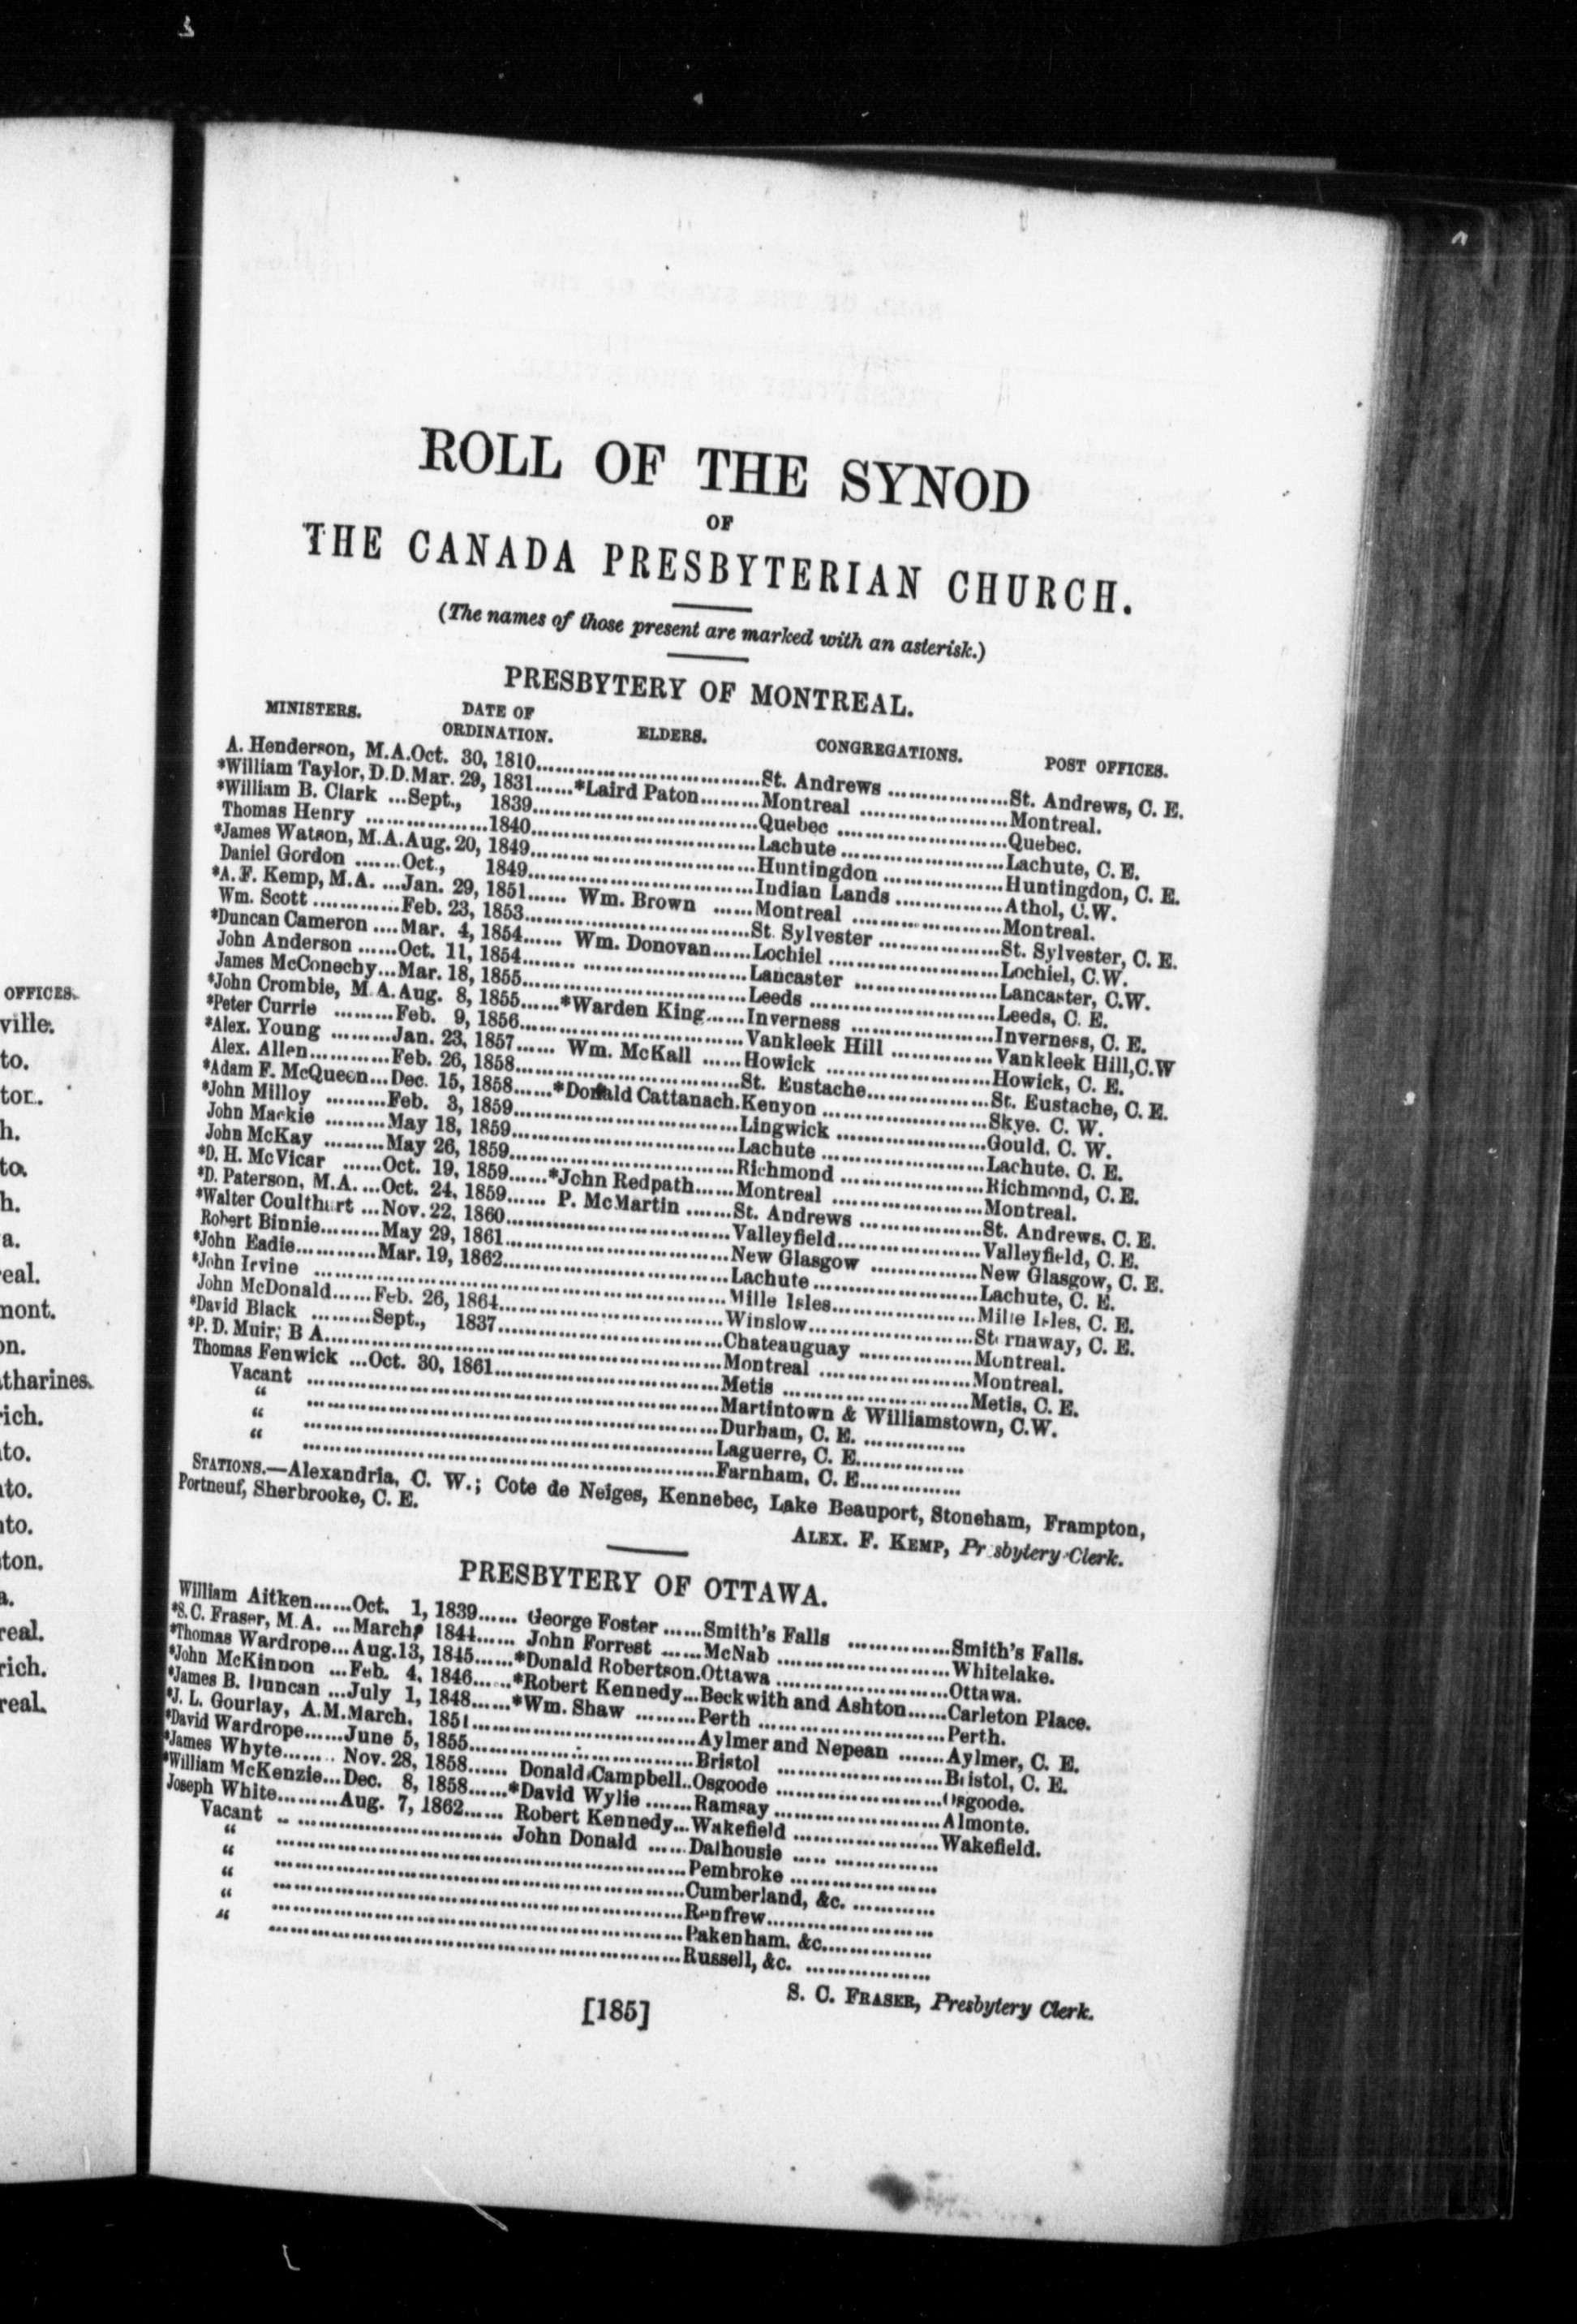 OFFICES.
ville.
to.
tor.
h.
to.
h.
a.
eal.
mont.
on.
tharines.
rich.
to.
to.
to.
ton.
a.
real.
rich.
real.
ROLL OF THE SYNOD
OF
THE CANADA PRESBYTERIAN CHURCH.
(The names of those present are marked with an asterisk.)
PRESBYTERY OF MONTREAL.
MINISTERS. DATE OF ORDINATION. ELDERS. CONGREGATIONS. POST OFFICES.
A. Henderson, M.A. Oct. 30, 1810 ...... St. Andrews ...... St. Andrews, C. E.
*William Taylor, D.D. Mar. 29, 1831 ...... *Laird Paton ...... Montreal ...... Montreal.
*William B. Clark ... Sept., 1839 ...... Quebec ...... Quebec.
Thomas Henry ...... 1840 ...... Lachute ...... Lachute, C. E.
*James Watson, M.A. Aug. 20, 1849 ...... Huntingdon ...... Huntingdon, C. E.
Daniel Gordon ...... Oct., 1849 ...... Indian Lands ...... Athol, C.W.
*A. F. Kemp, M.A. ... Jan. 29, 1851 ...... Wm. Brown ...... Montreal ...... Montreal.
Wm. Scott ...... Feb. 23, 1853 ...... St. Sylvester ...... St. Sylvester, C. E.
*Duncan Cameron .... Mar. 4, 1854 ...... Wm. Donovan ...... Lochiel ...... Lochiel, C.W.
John Anderson ...... Oct. 11, 1854 ...... Lancaster ...... Lancaster, C.W.
James McConechy ... Mar. 18, 1855 ...... Leeds ...... Leeds, C. E.
*John Crombie, M.A. Aug. 8, 1855 ...... *Warden King ...... Inverness ...... Inverness, C. E.
*Peter Currie ...... Feb. 9, 1856 ...... Vankleek Hill ...... Vankleek Hill, C.W
*Alex. Young ...... Jan. 23, 1857 ...... Wm. McKall ...... Howick ...... Howick, C. E.
Alex. Allen ...... Feb. 26, 1858 ...... St. Eustache ...... St. Eustache, C. E.
*Adam F. McQueen ... Dec. 15, 1858 ...... *Donald Cattanach. Kenyon ...... Skye. C. W.
*John Milloy ...... Feb. 3, 1859 ...... Lingwick ...... Gould, C. W.
John Mackie ...... May 18, 1859 ...... Lachute ...... Lachute. C. E.
John McKay ...... May 26, 1859 ...... Richmond ...... Richmond, C. E.
*D. H. McVicar ...... Oct. 19, 1859 ...... *John Redpath ...... Montreal ...... Montreal.
*D. Paterson, M.A. ... Oct. 24, 1859 ...... P. McMartin ...... St. Andrews ...... St. Andrews. C. E.
*Walter Coulthart ... Nov. 22, 1860 ...... Valleyfield ...... Valleyfield, C. E.
Robert Binnie ...... May 29, 1861 ...... New Glasgow ...... New Glasgow, C. E.
*John Eadie ...... Mar. 19, 1862 ...... Lachute ...... Lachute, C. E.
*John Irvine ...... Mille Isles ...... Mille Isles, C. E.
John McDonald ...... Feb. 26, 1864 ...... Winslow ...... Stornaway, C. E.
*David Black ...... Sept., 1837 ...... Chateauguay ...... Montreal.
*P. D. Muir, B A ...... Montreal ...... Montreal.
Thomas Fenwick ... Oct. 30, 1861 ...... Metis ...... Metis, C. E.
Vacant ...... Martintown & Williamstown, C.W.
“ ...... Durham, C. E. ......
“ ...... Laguerre, C. E. ......
“ ...... Farnham, C. E. ......
STATIONS.—Alexandria, C. W.; Cote de Neiges, Kennebec, Lake Beauport, Stoneham, Frampton,
Portneuf, Sherbrooke, C. E.
ALEX. F. KEMP, Presbytery Clerk.
PRESBYTERY OF OTTAWA.
William Aitken ...... Oct. 1, 1839 ...... George Foster ...... Smith's Falls ...... Smith's Falls.
*S. C. Fraser, M.A. ... March, 1844 ...... John Forrest ...... McNab ...... Whitelake.
*Thomas Wardrope ... Aug. 13, 1845 ...... *Donald Robertson. Ottawa ...... Ottawa.
*John McKinnon ... Feb. 4, 1846 ...... *Robert Kennedy ... Beckwith and Ashton ...... Carleton Place.
*James B. Duncan ... July 1, 1848 ...... *Wm. Shaw ...... Perth ...... Perth.
*J. L. Gourlay, A.M. March, 1851 ...... Aylmer and Nepean ...... Aylmer, C. E.
*David Wardrope ...... June 5, 1855 ...... Bristol ...... Bristol, C. E.
*James Whyte ...... Nov. 28, 1858 ...... Donald Campbell .. Osgoode ...... Osgoode.
*William McKenzie ... Dec. 8, 1858 ...... *David Wylie ...... Ramsay ...... Almonte.
Joseph White ...... Aug. 7, 1862 ...... Robert Kennedy ... Wakefield ...... Wakefield.
Vacant ...... John Donald ...... Dalhousie ......
“ ...... Pembroke ......
“ ...... Cumberland, &c. ......
“ ...... Renfrew ......
“ ...... Pakenham, &c. ......
“ ...... Russell, &c. ......
S. C. FRASER, Presbytery Clerk.
[185]